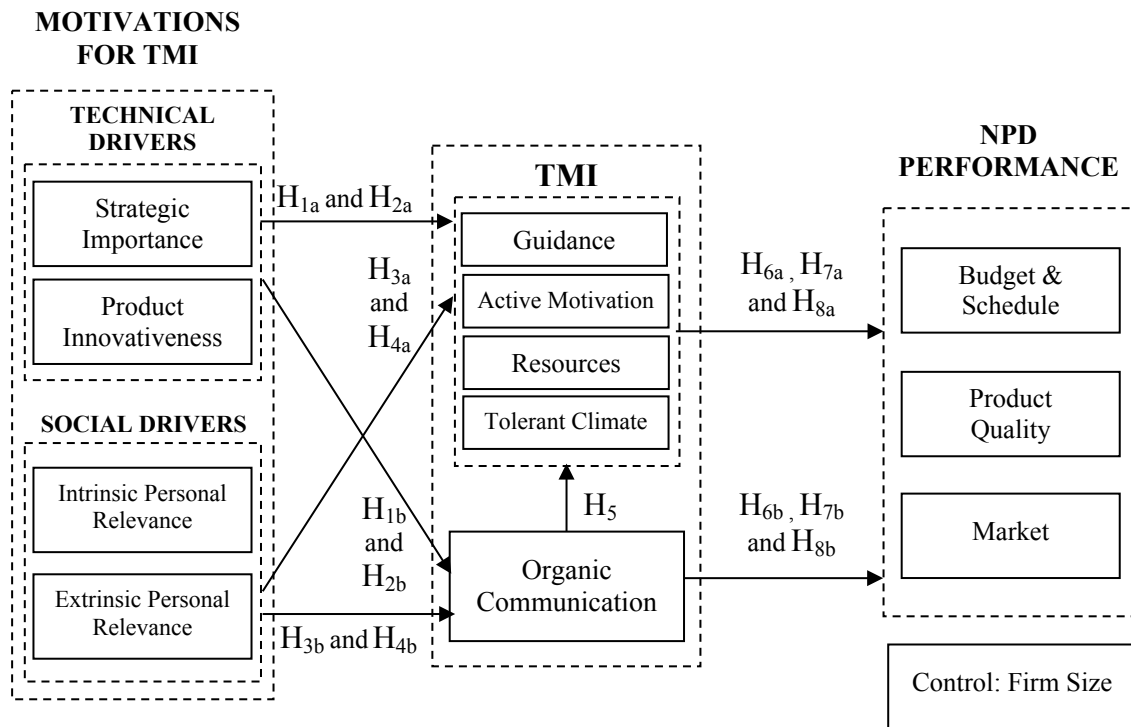 MOTIVATIONS
FOR TMI
TECHNICAL
DRIVERS
Strategic
Importance
Product
Innovativeness
SOCIAL DRIVERS
Intrinsic Personal
Relevance
Extrinsic Personal
Relevance
H1a and H2a
H3a
and
H4a
H1b
and
H2b
H3b and H4b
TMI
Guidance
Active Motivation
Resources
Tolerant Climate
H5
Organic
Communication
H6a , H7a
and H8a
H6b , H7b
and H8b
NPD
PERFORMANCE
Budget &
Schedule
Product
Quality
Market
Control: Firm Size